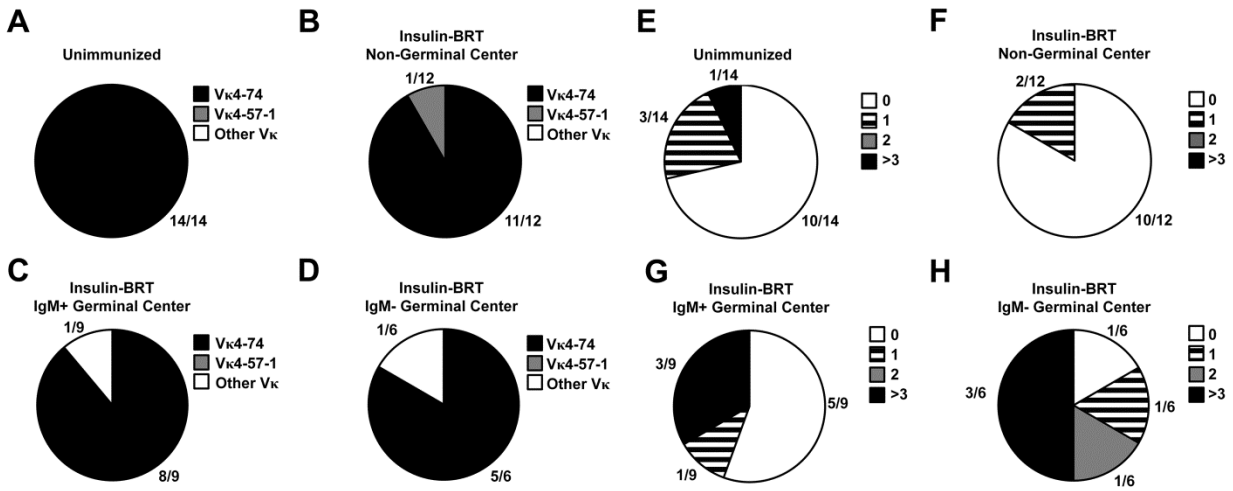 A
Unimmunized
Vκ4-74
Vκ4-57-1
Other Vκ
14/14
B
Insulin-BRT
Non-Germinal Center
1/12
Vκ4-74
Vκ4-57-1
Other Vκ
11/12
E
Unimmunized
1/14
3/14
0
1
2
>3
10/14
F
Insulin-BRT
Non-Germinal Center
2/12
0
1
2
>3
10/12
C
Insulin-BRT
IgM+ Germinal Center
1/9
Vκ4-74
Vκ4-57-1
Other Vκ
8/9
D
Insulin-BRT
IgM- Germinal Center
1/6
Vκ4-74
Vκ4-57-1
Other Vκ
5/6
G
Insulin-BRT
IgM+ Germinal Center
3/9
0
1
2
>3
5/9
1/9
H
Insulin-BRT
IgM- Germinal Center
1/6
0
1
2
>3
3/6
1/6
1/6